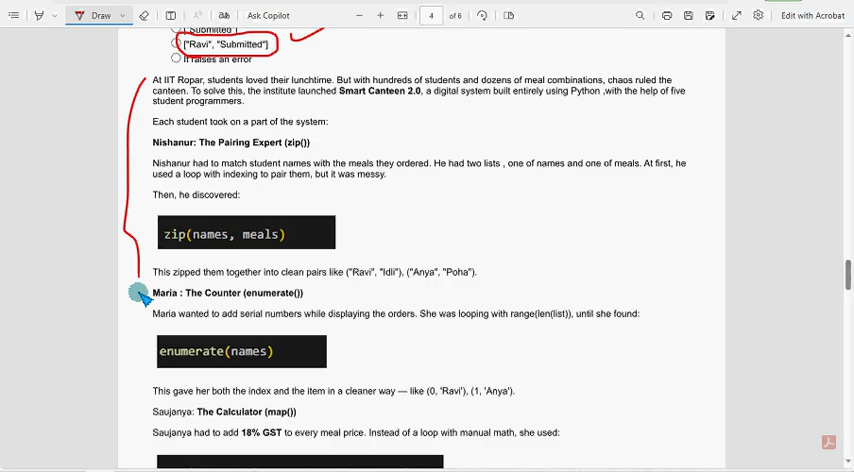 Draw
Ask Copilot
4
of 6
Edit with Acrobat
["Submitted"]
["Ravi", "Submitted"]
It raises an error
At IIT Ropar, students loved their lunchtime. But with hundreds of students and dozens of meal combinations, chaos ruled the
canteen. To solve this, the institute launched Smart Canteen 2.0, a digital system built entirely using Python ,with the help of five
student programmers.
Each student took on a part of the system:
Nishanur: The Pairing Expert (zip())
Nishanur had to match student names with the meals they ordered. He had two lists , one of names and one of meals. At first, he
used a loop with indexing to pair them, but it was messy.
Then, he discovered:
zip(names, meals)
This zipped them together into clean pairs like ("Ravi", "Idli"), ("Anya", "Poha").
Maria : The Counter (enumerate())
Maria wanted to add serial numbers while displaying the orders. She was looping with range(len(list)), until she found:
enumerate(names)
This gave her both the index and the item in a cleaner way — like (0, 'Ravi'), (1, 'Anya').
Saujanya: The Calculator (map())
Saujanya had to add 18% GST to every meal price. Instead of a loop with manual math, she used: